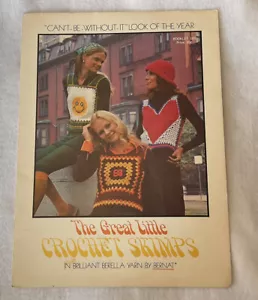 "CAN'T-BE-WITHOUT-IT" LOOK OF THE YEAR
The Great Little
CROCHET SKIMPS
IN BRILLIANT BERELLA YARN BY BERNAT